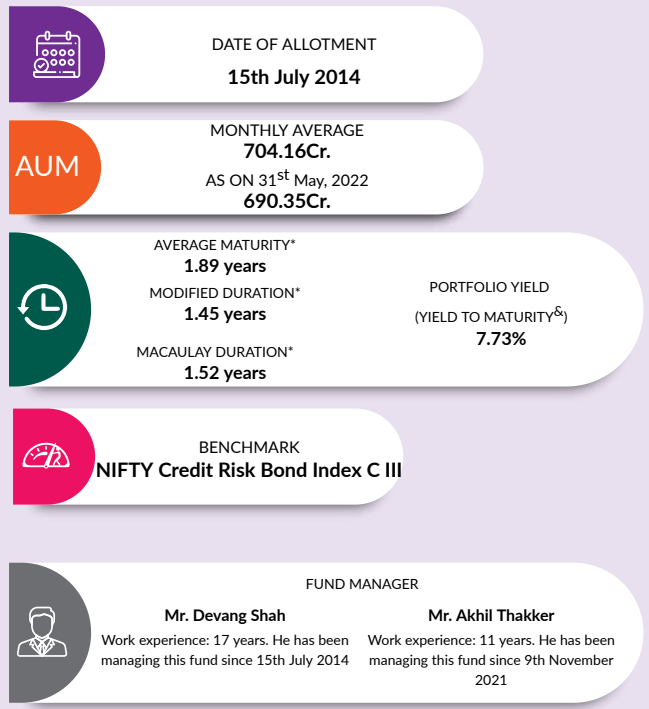 DATE OF ALLOTMENT
15th July 2014
AUM
MONTHLY AVERAGE
704.16Cr.
AS ON 31st May, 2022
690.35Cr.
AVERAGE MATURITY*
1.89 years
MODIFIED DURATION*
1.45 years
MACAULAY DURATION*
1.52 years
PORTFOLIO YIELD
(YIELD TO MATURITY&)
7.73%
BENCHMARK
NIFTY Credit Risk Bond Index C III
FUND MANAGER
Mr. Devang Shah
Work experience: 17 years. He has been
managing this fund since 15th July 2014
Mr. Akhil Thakker
Work experience: 11 years. He has been
managing this fund since 9th November
2021